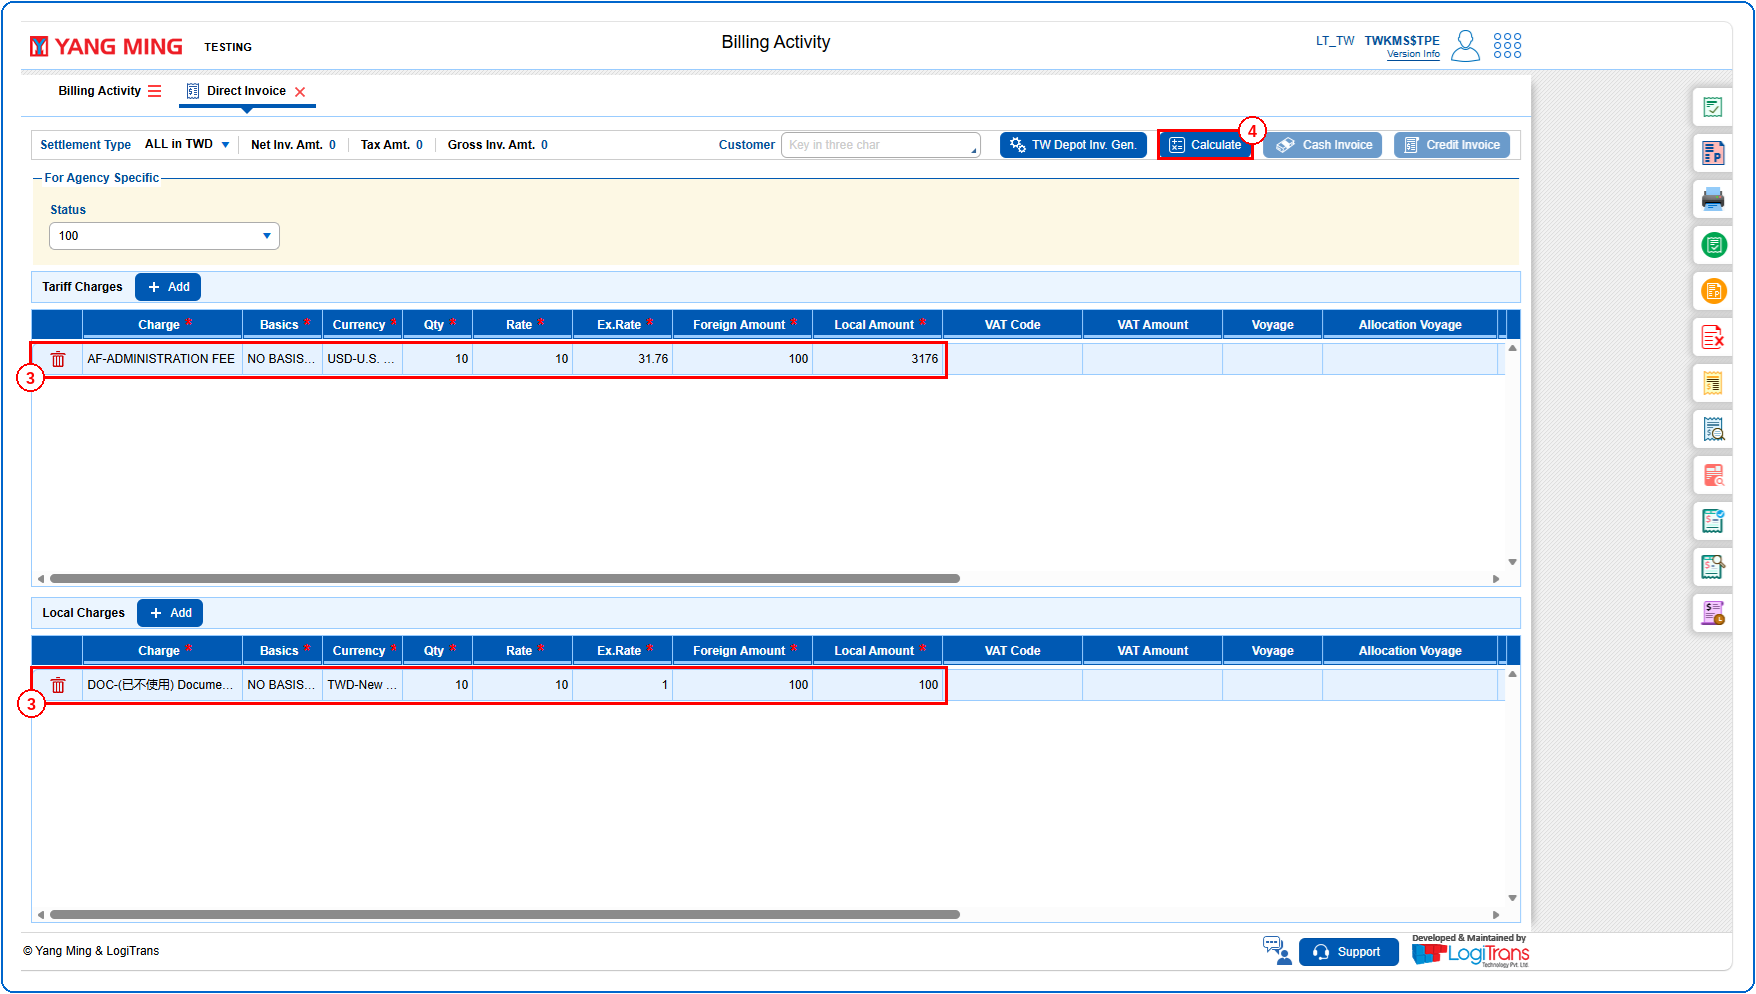 YANG MING TESTING Billing Activity LT_TW TWKMS$TPE
Version Info
Billing Activity Direct Invoice
Settlement Type ALL in TWD Net Inv. Amt. 0 Tax Amt. 0 Gross Inv. Amt. 0 Customer Key in three char TW Depot Inv. Gen. Calculate 4 Cash Invoice Credit Invoice
For Agency Specific
Status
100
Tariff Charges + Add
Charge * Basics * Currency * Qty * Rate * Ex.Rate * Foreign Amount * Local Amount * VAT Code VAT Amount Voyage Allocation Voyage
AF-ADMINISTRATION FEE NO BASIS... USD-U.S. ... 10 10 31.76 100 3176
3
Local Charges + Add
Charge * Basics * Currency * Qty * Rate * Ex.Rate * Foreign Amount * Local Amount * VAT Code VAT Amount Voyage Allocation Voyage
DOC-(已不使用) Docume... NO BASIS... TWD-New ... 10 10 1 100 100
3
© Yang Ming & LogiTrans Support Developed & Maintained by
LogiTrans
Technology Pvt. Ltd.